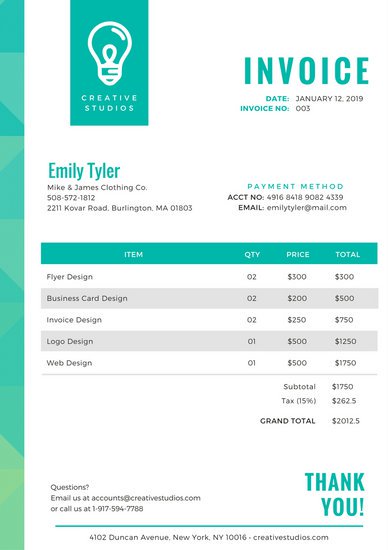 CREATIVE
STUDIOS
INVOICE
DATE: JANUARY 12, 2019
INVOICE NO: 003
Emily Tyler
Mike & James Clothing Co.
508-572-1812
2211 Kovar Road, Burlington, MA 01803
PAYMENT METHOD
ACCT NO: 4916 8418 9082 4339
EMAIL: emilytyler@mail.com
ITEM QTY PRICE TOTAL
Flyer Design 02 $300 $300
Business Card Design 02 $200 $500
Invoice Design 02 $250 $750
Logo Design 01 $500 $1250
Web Design 01 $500 $1750
Subtotal $1750
Tax (15%) $262.5
GRAND TOTAL $2012.5
Questions?
Email us at accounts@creativestudios.com
or call us at 1-917-594-7788
THANK
YOU!
4102 Duncan Avenue, New York, NY 10016 - creativestudios.com